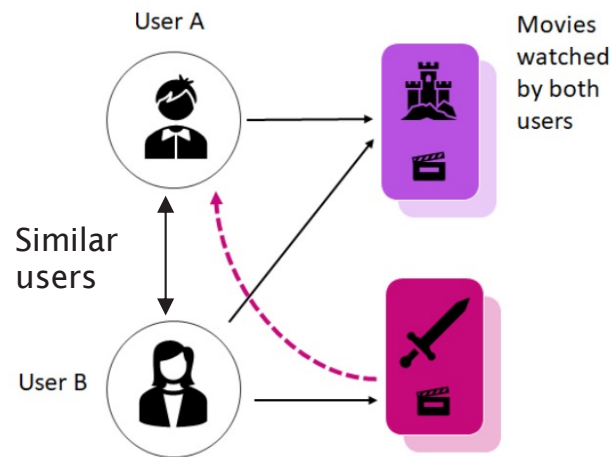 User A
Movies
watched
by both
users
Similar
users
User B